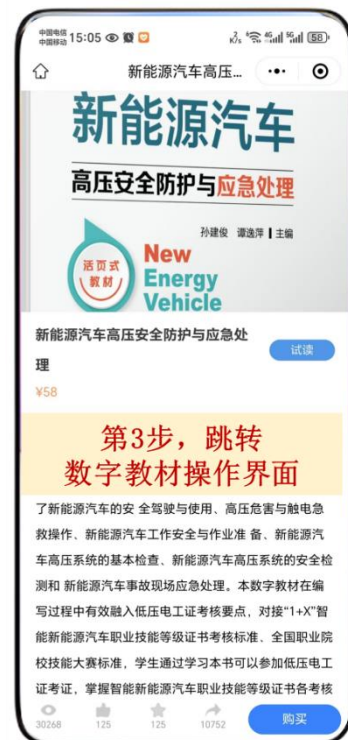 中国电信
中国移动 15:05
K/s 4G 5G 58
新能源汽车高压...
新能源汽车
高压安全防护与应急处理
孙建俊 谭逸萍 主编
活页式
教材
New
Energy
Vehicle
新能源汽车高压安全防护与应急处
理
试读
¥58
第3步，跳转
数字教材操作界面
了新能源汽车的安 全驾驶与使用、高压危害与触电急
救操作、新能源汽车工作安全与作业准 备、新能源汽
车高压系统的基本检查、新能源汽车高压系统的安全检
测和 新能源汽车事故现场应急处理。本数字教材在编
写过程中有效融入低压电工证考核要点，对接"1+X"智
能新能源汽车职业技能等级证书考核标准、全国职业院
校技能大赛标准，学生通过学习本书可以参加低压电工
证考证，掌握智能新能源汽车职业技能等级证书各考核
30268 125 125 10752 购买